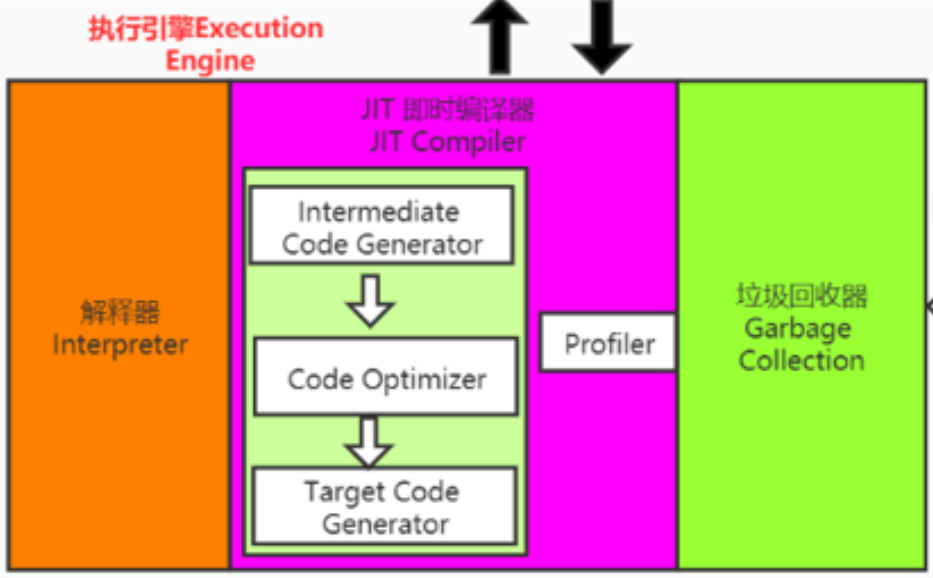 执行引擎Execution
Engine
JIT 即时编译器
JIT Compiler
Intermediate
Code Generator
Code Optimizer
Target Code
Generator
解释器
Interpreter
Profiler
垃圾回收器
Garbage
Collection